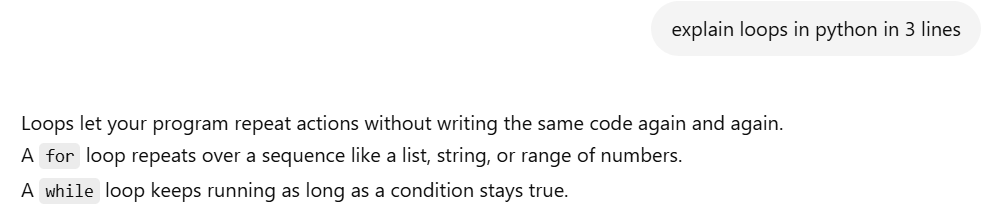 explain loops in python in 3 lines
Loops let your program repeat actions without writing the same code again and again.
A for loop repeats over a sequence like a list, string, or range of numbers.
A while loop keeps running as long as a condition stays true.